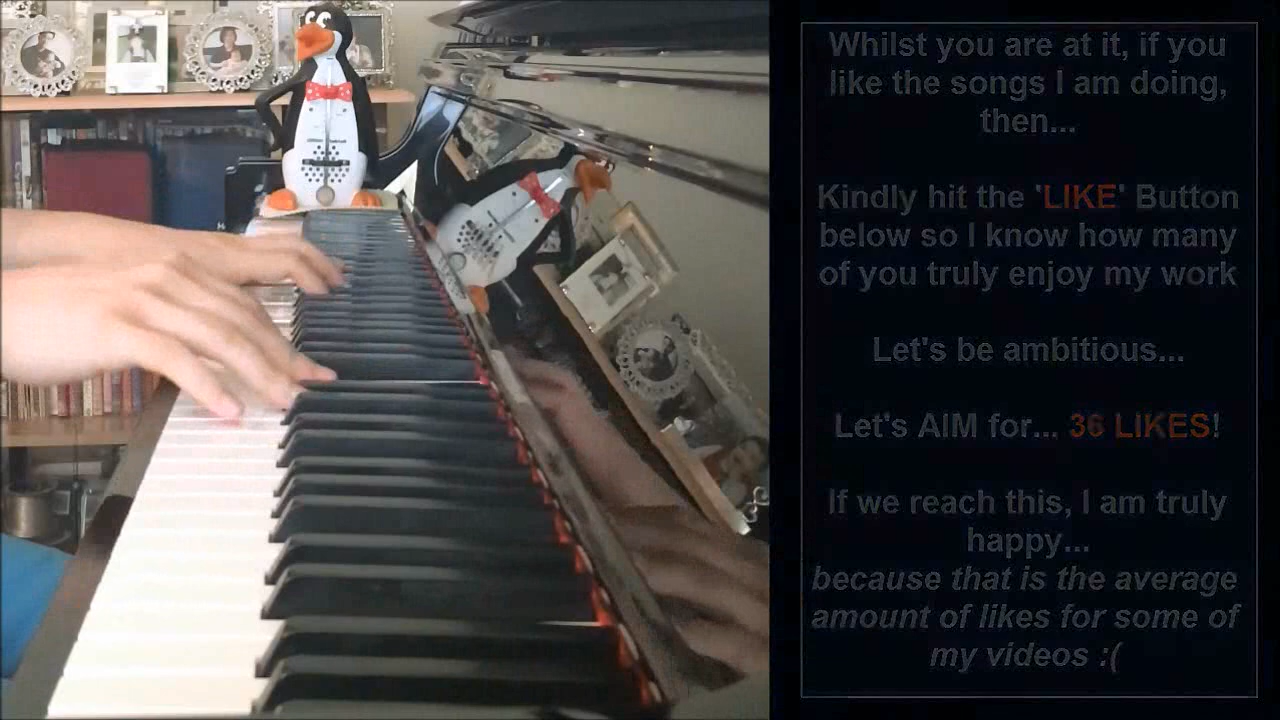 Whilst you are at it, if you
like the songs I am doing,
then...
Kindly hit the 'LIKE' Button
below so I know how many
of you truly enjoy my work
Let's be ambitious...
Let's AIM for... 36 LIKES!
If we reach this, I am truly
happy...
because that is the average
amount of likes for some of
my videos :(